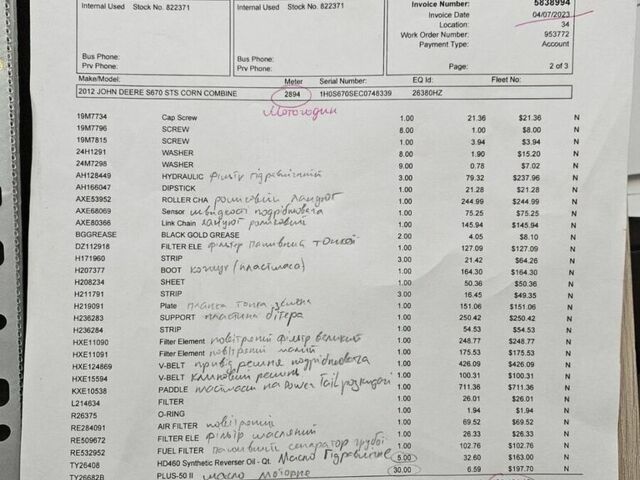 Internal Used Stock No. 822371
Internal Used Stock No. 822371
Invoice Number: 5838994
Invoice Date 04/07/2023
Location: 34
Work Order Number: 953772
Payment Type: Account
Bus Phone:
Prv Phone:
Bus Phone:
Prv Phone:
Page: 2 of 3
Make/Model: Meter Serial Number: EQ Id: Fleet No:
2012 JOHN DEERE S670 STS CORN COMBINE 2894 1H0S670SEC0746339 26380HZ
Мотогодин
19M7734 Cap Screw 1.00 21.36 $21.36 N
19M7796 SCREW 8.00 1.00 $8.00 N
19M7815 SCREW 1.00 3.94 $3.94 N
24H1291 WASHER 8.00 1.90 $15.20 N
24M7298 WASHER 9.00 0.78 $7.02 N
AH128449 HYDRAULIC фільтр гідравлічний 3.00 79.32 $237.96 N
AH166047 DIPSTICK 1.00 21.28 $21.28 N
AXE53952 ROLLER CHA роликовий ланцюг 1.00 244.99 $244.99 N
AXE68069 Sensor швидкості подрібнювача 1.00 75.25 $75.25 N
AXE80366 Link Chain ланцюг роликовий 1.00 145.94 $145.94 N
BGGREASE BLACK GOLD GREASE 2.00 4.05 $8.10 N
DZ112918 FILTER ELE фільтр паливний тонкой 1.00 127.09 $127.09 N
H171960 STRIP 3.00 21.42 $64.26 N
H207377 BOOT кожух (пластмаса) 1.00 164.30 $164.30 N
H208234 SHEET 1.00 50.36 $50.36 N
H211791 STRIP 3.00 16.45 $49.35 N
H219091 Plate планка 1.00 151.06 $151.06 N
H236283 SUPPORT пластина бітера 1.00 250.42 $250.42 N
H236284 STRIP 1.00 54.53 $54.53 N
HXE11090 Filter Element повітряний фільтр великий 1.00 248.77 $248.77 N
HXE11091 Filter Element повітряний малий 1.00 175.53 $175.53 N
HXE124869 V-BELT привід ремня подрібнювача 1.00 426.09 $426.09 N
HXE15594 V-BELT клиновий ремня 1.00 100.31 $100.31 N
KXE10538 PADDLE пластмаси на Power Tail 1.00 711.36 $711.36 N
L214634 FILTER 1.00 26.01 $26.01 N
R26375 O-RING 1.00 1.94 $1.94 N
RE284091 AIR FILTER повітряний 1.00 69.52 $69.52 N
RE509672 FILTER ELE фільтр масляний 1.00 26.33 $26.33 N
RE532952 FUEL FILTER паливний сепаратор грубої 1.00 102.76 $102.76 N
TY26408 HD460 Synthetic Reverser Oil - Qt. Масло Гідравлічне 5.00 32.60 $163.00 N
TY26682B PLUS-50 II масло моторне 30.00 6.59 $197.70 N